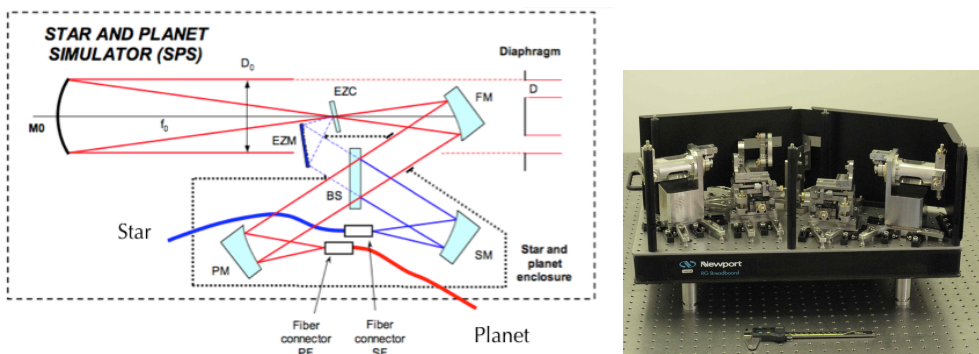 STAR AND PLANET
SIMULATOR (SPS)
Diaphragm
D₀
EZC
FM
D
M0
f₀
EZM
BS
Star
PM
SM
Star and
planet
enclosure
Fiber
connector
Fiber
connector
Planet
Newport
RG Breadboard